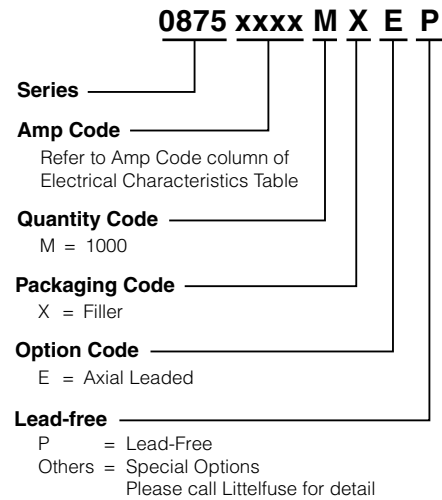 0875 xxxx M X E P
Series
Amp Code
Refer to Amp Code column of
Electrical Characteristics Table
Quantity Code
M = 1000
Packaging Code
X = Filler
Option Code
E = Axial Leaded
Lead-free
P = Lead-Free
Others = Special Options
Please call Littelfuse for detail